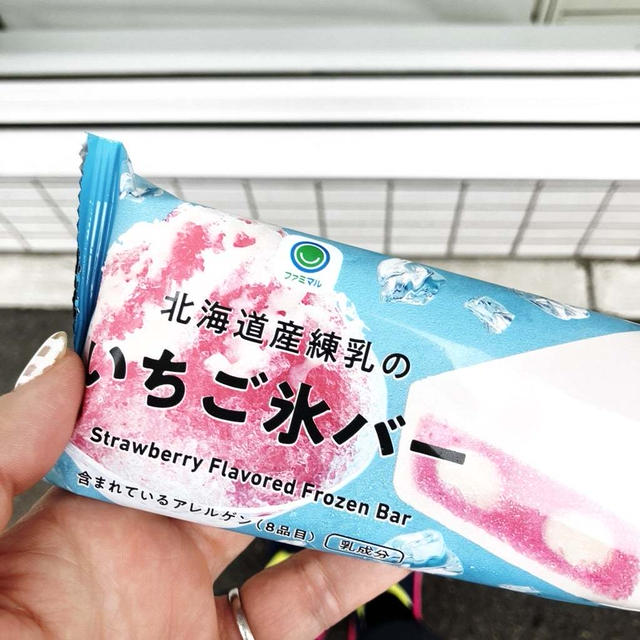 ファミマル
北海道産練乳の
いちご氷バー
Strawberry Flavored Frozen Bar
含まれているアレルゲン(8品目) 乳成分